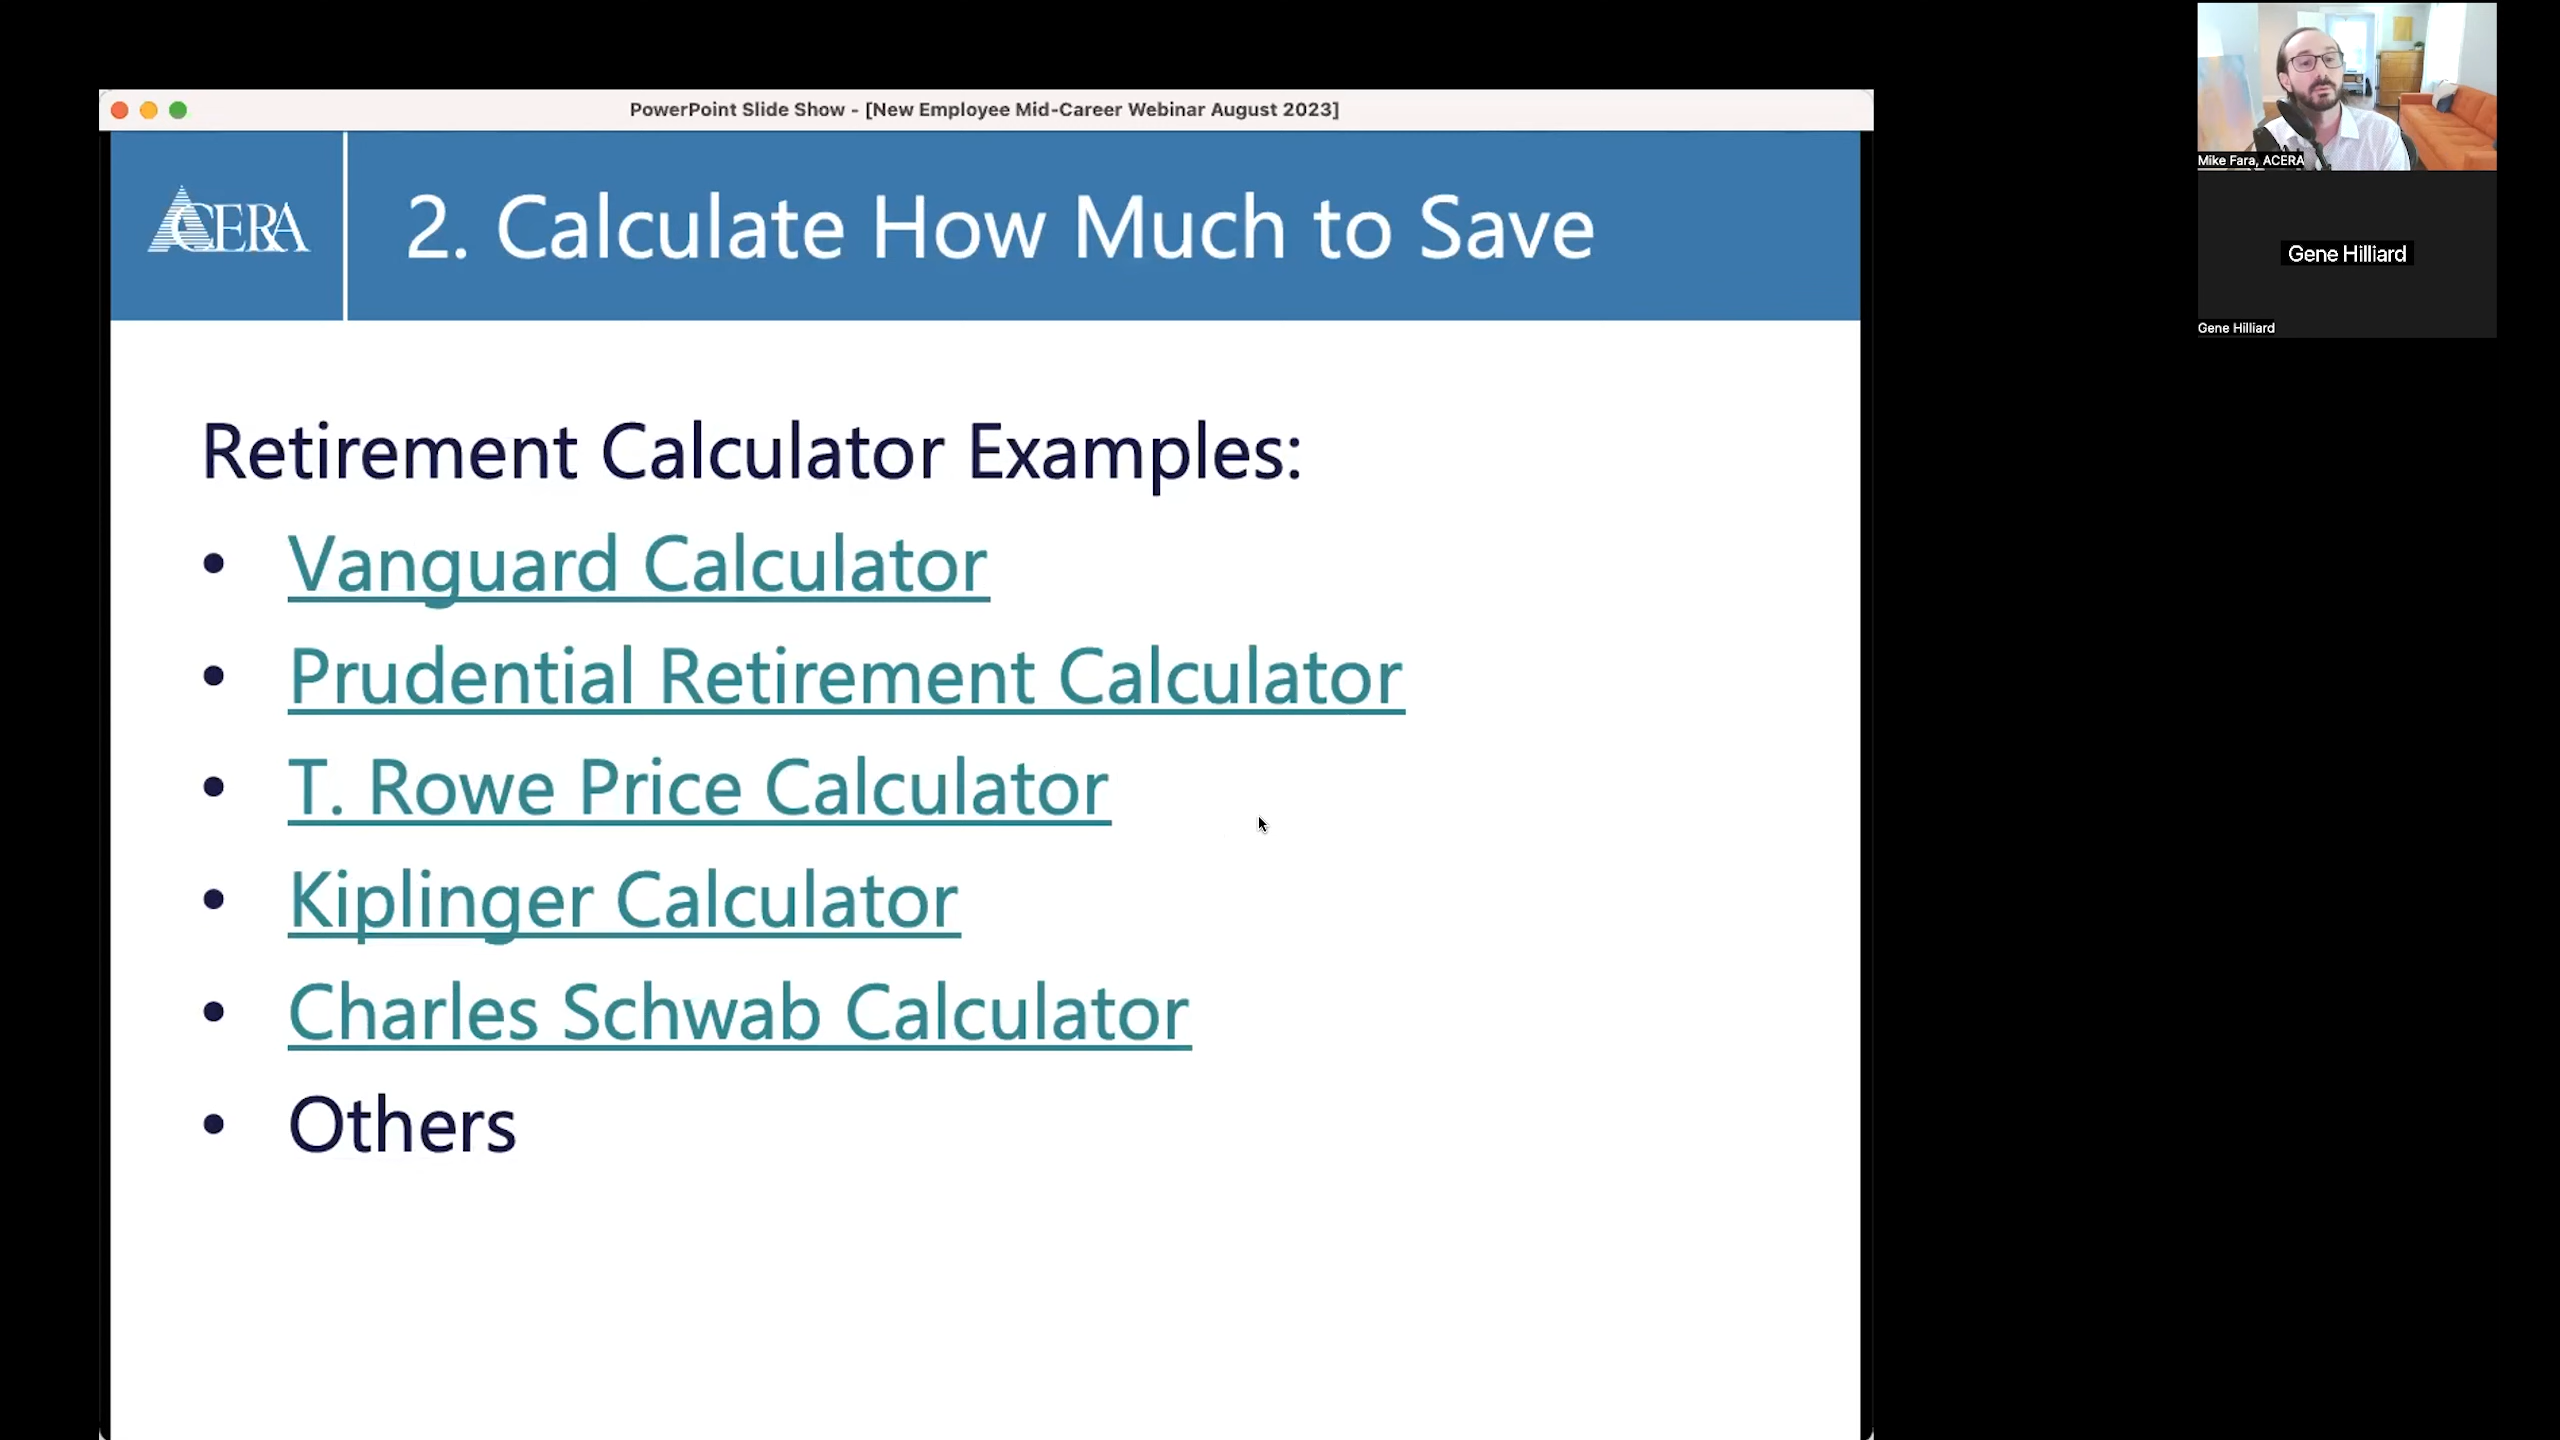 PowerPoint Slide Show - [New Employee Mid-Career Webinar August 2023]
ACERA
2. Calculate How Much to Save
Retirement Calculator Examples:
• Vanguard Calculator
• Prudential Retirement Calculator
• T. Rowe Price Calculator
• Kiplinger Calculator
• Charles Schwab Calculator
• Others
Mike Fara, ACERA
Gene Hilliard
Gene Hilliard